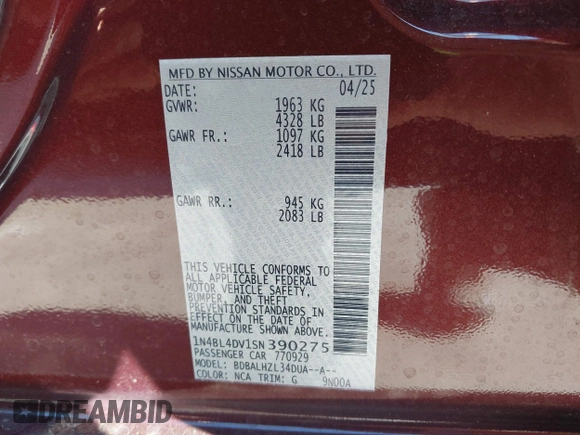 MFD BY NISSAN MOTOR CO., LTD.
DATE: 04/25
GVWR: 1963 KG
4328 LB
GAWR FR.: 1097 KG
2418 LB
GAWR RR.: 945 KG
2083 LB
THIS VEHICLE CONFORMS TO
ALL APPLICABLE FEDERAL
MOTOR VEHICLE SAFETY,
BUMPER, AND THEFT
PREVENTION STANDARDS
IN EFFECT ON THE DATE OF
MANUFACTURE SHOWN ABOVE.
1N4BL4DV1SN390275
PASSENGER CAR 770929
MODEL: BDBALHZL34DUA--A--
COLOR: NCA TRIM: G 9N00A
DREAMBID